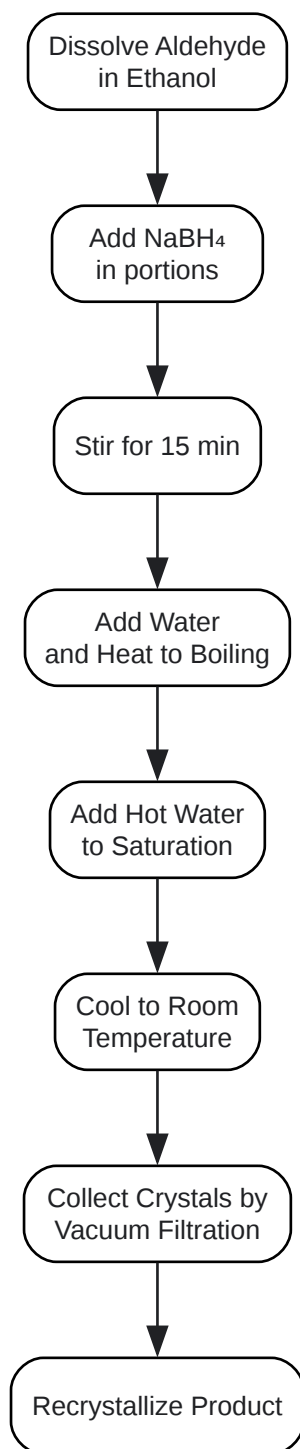 Dissolve Aldehyde
in Ethanol
Add NaBH₄
in portions
Stir for 15 min
Add Water
and Heat to Boiling
Add Hot Water
to Saturation
Cool to Room
Temperature
Collect Crystals by
Vacuum Filtration
Recrystallize Product